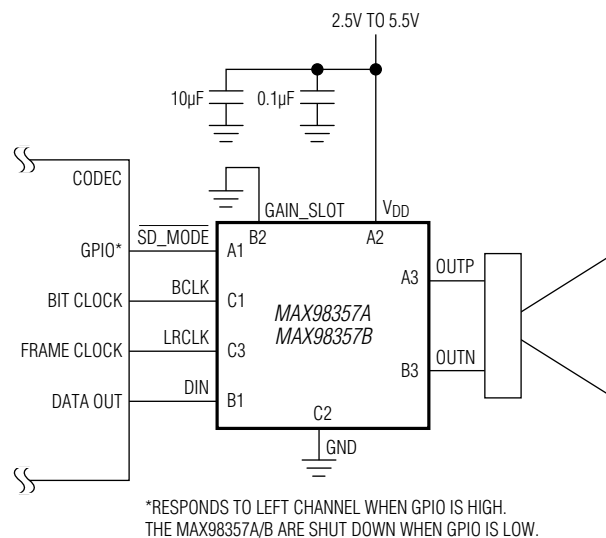 2.5V TO 5.5V
10µF
0.1µF
CODEC
GAIN_SLOT
VDD
B2
A2
GPIO*
SD_MODE
A1
A3
OUTP
BIT CLOCK
BCLK
C1
MAX98357A
MAX98357B
FRAME CLOCK
LRCLK
C3
B3
OUTN
DATA OUT
DIN
B1
C2
GND
*RESPONDS TO LEFT CHANNEL WHEN GPIO IS HIGH.
THE MAX98357A/B ARE SHUT DOWN WHEN GPIO IS LOW.